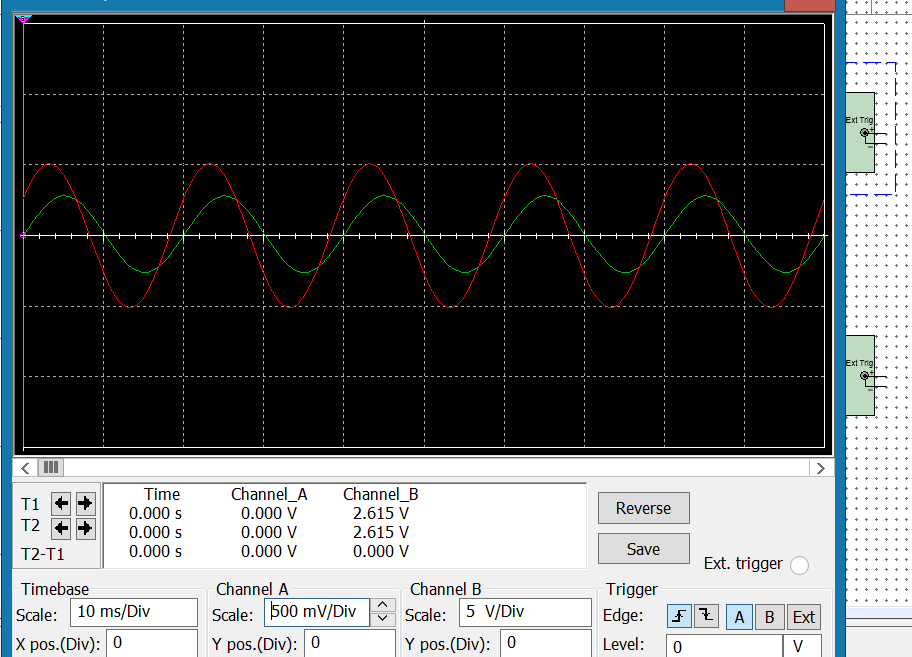 Ext Trig
Ext Trig
Time Channel_A Channel_B
T1 0.000 s 0.000 V 2.615 V
T2 0.000 s 0.000 V 2.615 V
T2-T1 0.000 s 0.000 V 0.000 V
Reverse
Save
Ext. trigger
Timebase
Scale: 10 ms/Div
X pos.(Div): 0
Channel A
Scale: 500 mV/Div
Y pos.(Div): 0
Channel B
Scale: 5 V/Div
Y pos.(Div): 0
Trigger
Edge: A B Ext
Level: 0 V